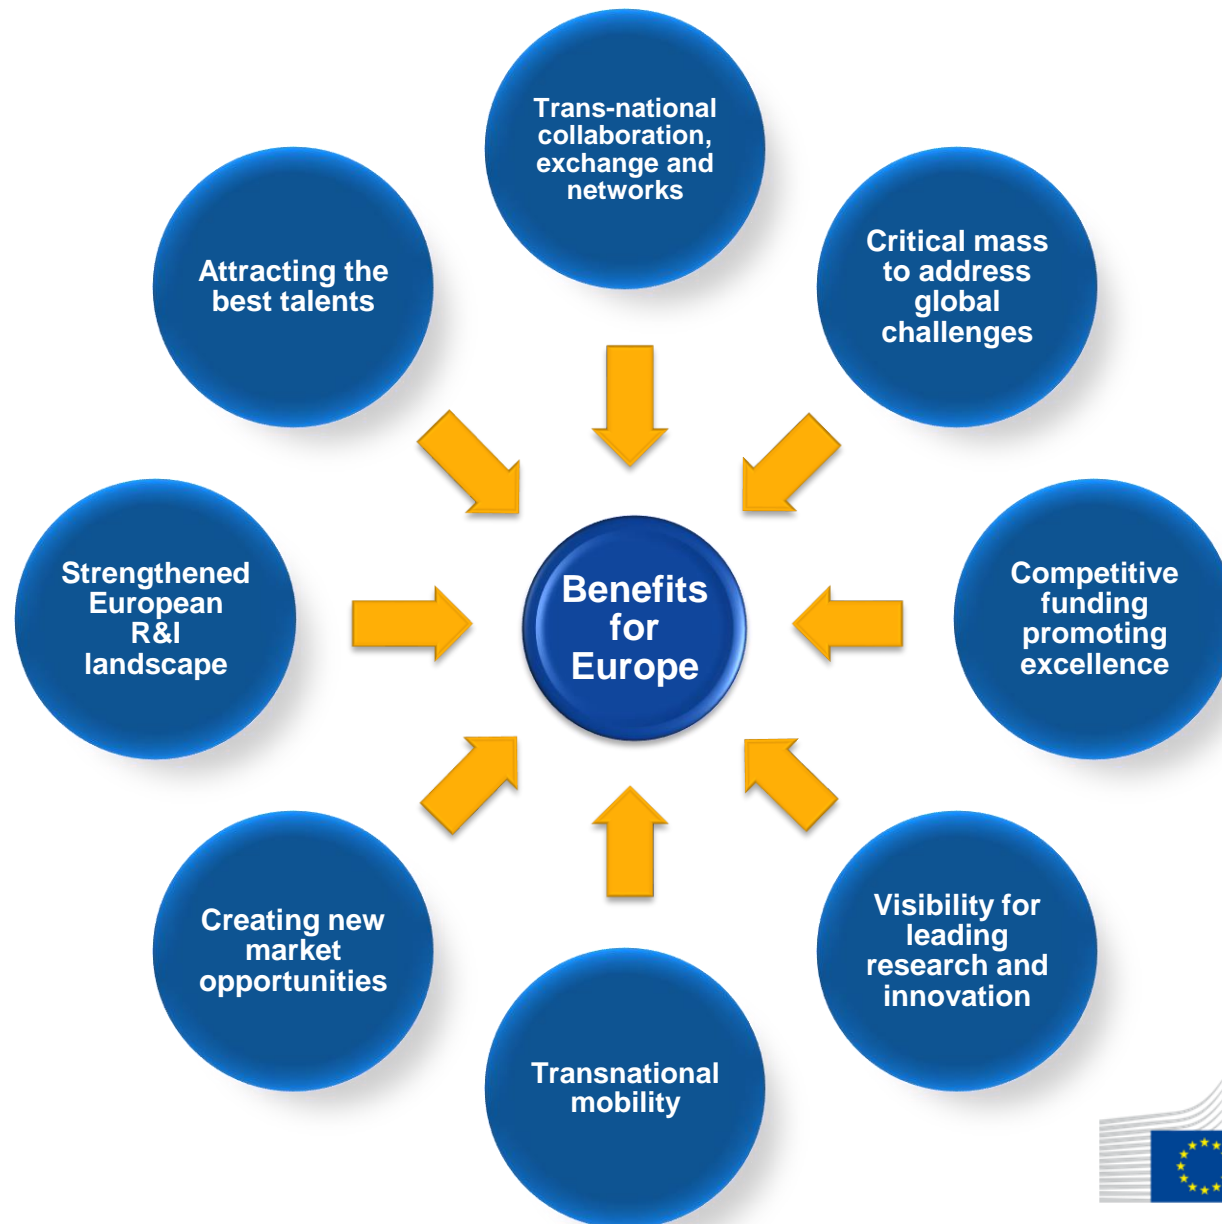 Trans-national
collaboration,
exchange and
networks
Critical mass
to address
global
challenges
Competitive
funding
promoting
excellence
Visibility for
leading
research and
innovation
Transnational
mobility
Creating new
market
opportunities
Strengthened
European
R&I
landscape
Attracting the
best talents
Benefits
for
Europe